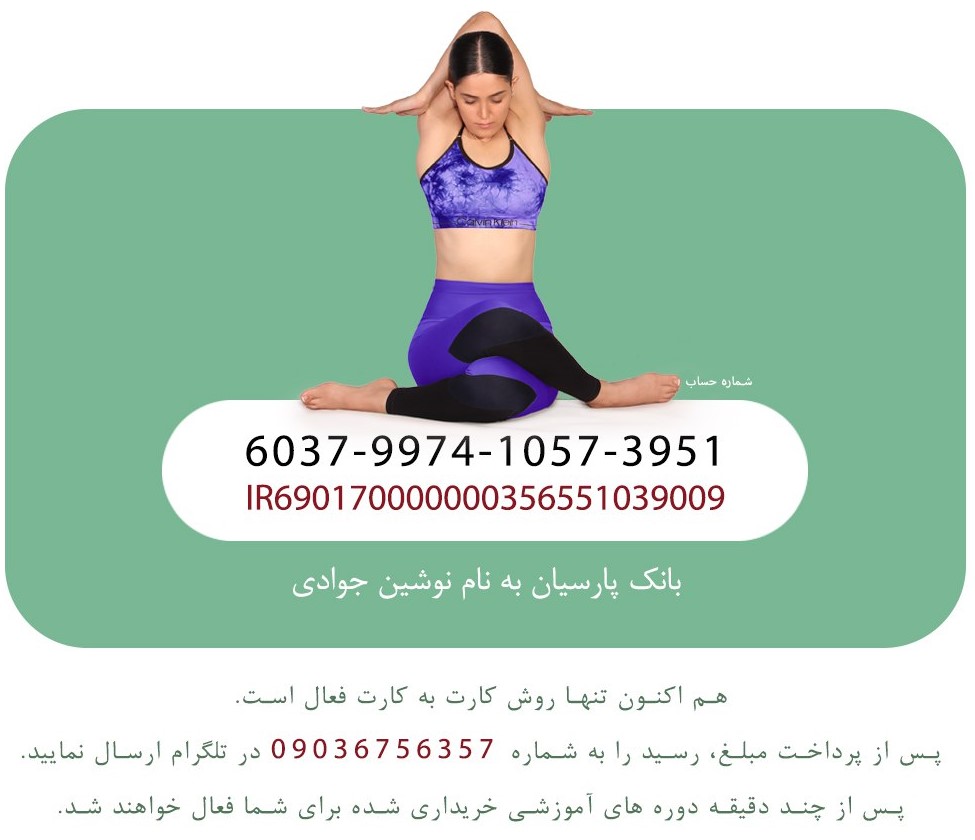 Calvin Klein
شماره حساب
6037-9974-1057-3951
IR690170000000356551039009
بانک پارسیان به نام نوشین جوادی
هم اکنون تنها روش کارت به کارت فعال است.
پس از پرداخت مبلغ، رسید را به شماره 09036756357 در تلگرام ارسال نمایید.
پس از چند دقیقه دوره های آموزشی خریداری شده برای شما فعال خواهند شد.